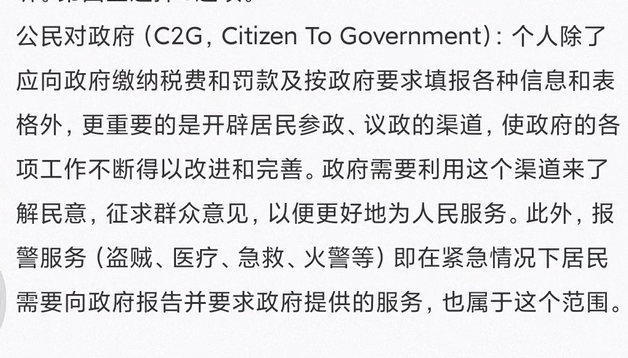 公民对政府（C2G，Citizen To Government）：个人除了
应向政府缴纳税费和罚款及按政府要求填报各种信息和表
格外，更重要的是开辟居民参政、议政的渠道，使政府的各
项工作不断得以改进和完善。政府需要利用这个渠道来了
解民意，征求群众意见，以便更好地为人民服务。此外，报
警服务（盗贼、医疗、急救、火警等）即在紧急情况下居民
需要向政府报告并要求政府提供的服务，也属于这个范围。